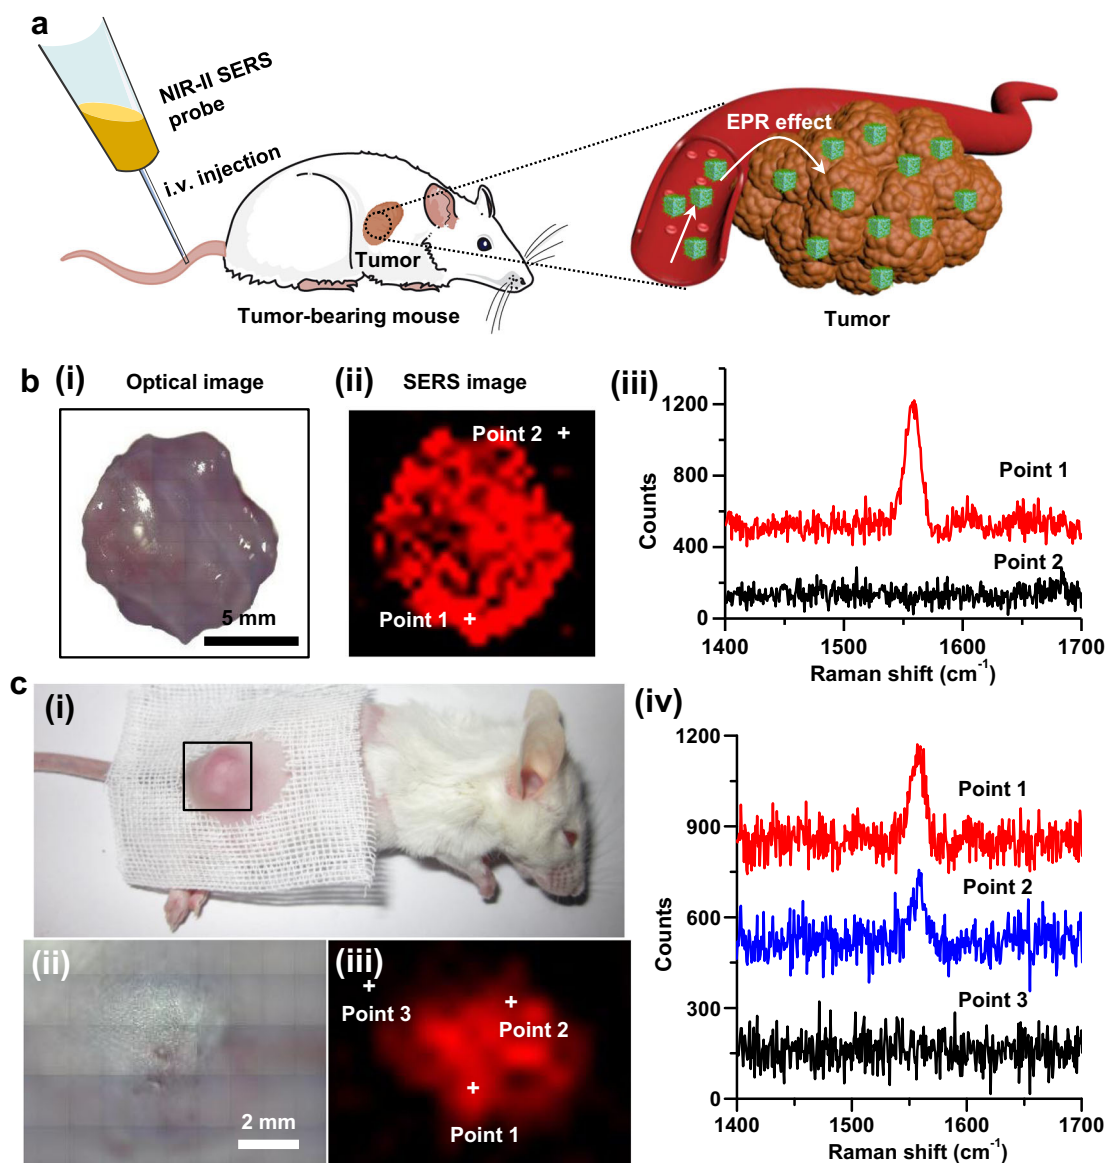 a
NIR-II SERS
probe
i.v. injection
EPR effect
Tumor
Tumor-bearing mouse
Tumor
b
(i)
Optical image
5 mm
(ii)
SERS image
Point 2
Point 1
(iii)
Counts
1200
800
400
0
Point 1
Point 2
1400 1500 1600 1700
Raman shift (cm⁻¹)
c
(i)
(ii)
2 mm
(iii)
Point 3
Point 2
Point 1
(iv)
Counts
1200
900
600
300
0
Point 1
Point 2
Point 3
1400 1500 1600 1700
Raman shift (cm⁻¹)